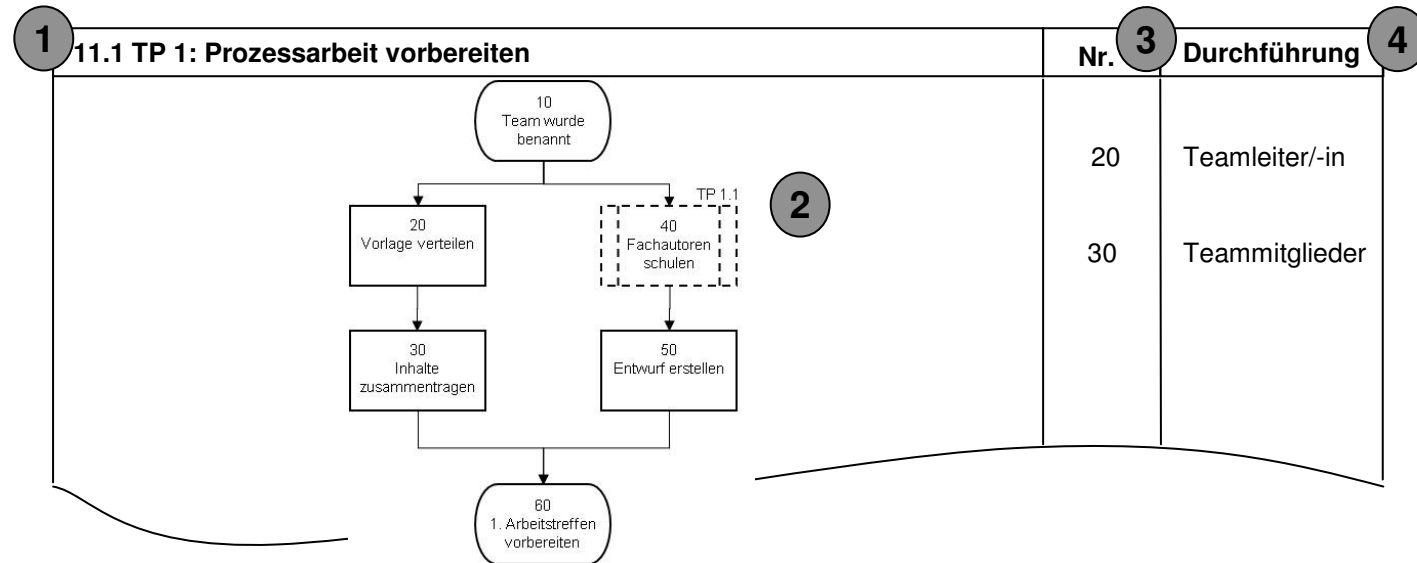 1
11.1 TP 1: Prozessarbeit vorbereiten
Nr.
3
Durchführung
4
10
Team wurde
benannt
20
Teamleiter/-in
TP 1.1
2
20
Vorlage verteilen
40
Fachautoren
schulen
30
Teammitglieder
30
Inhalte
zusammentragen
50
Entwurf erstellen
60
1. Arbeitstreffen
vorbereiten